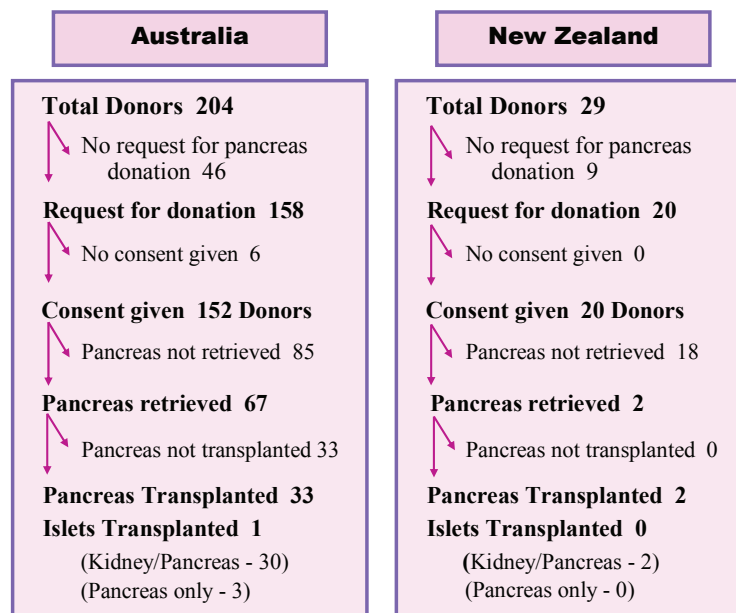 Australia
Total Donors 204
No request for pancreas
donation 46
Request for donation 158
No consent given 6
Consent given 152 Donors
Pancreas not retrieved 85
Pancreas retrieved 67
Pancreas not transplanted 33
Pancreas Transplanted 33
Islets Transplanted 1
(Kidney/Pancreas - 30)
(Pancreas only - 3)
New Zealand
Total Donors 29
No request for pancreas
donation 9
Request for donation 20
No consent given 0
Consent given 20 Donors
Pancreas not retrieved 18
Pancreas retrieved 2
Pancreas not transplanted 0
Pancreas Transplanted 2
Islets Transplanted 0
(Kidney/Pancreas - 2)
(Pancreas only - 0)